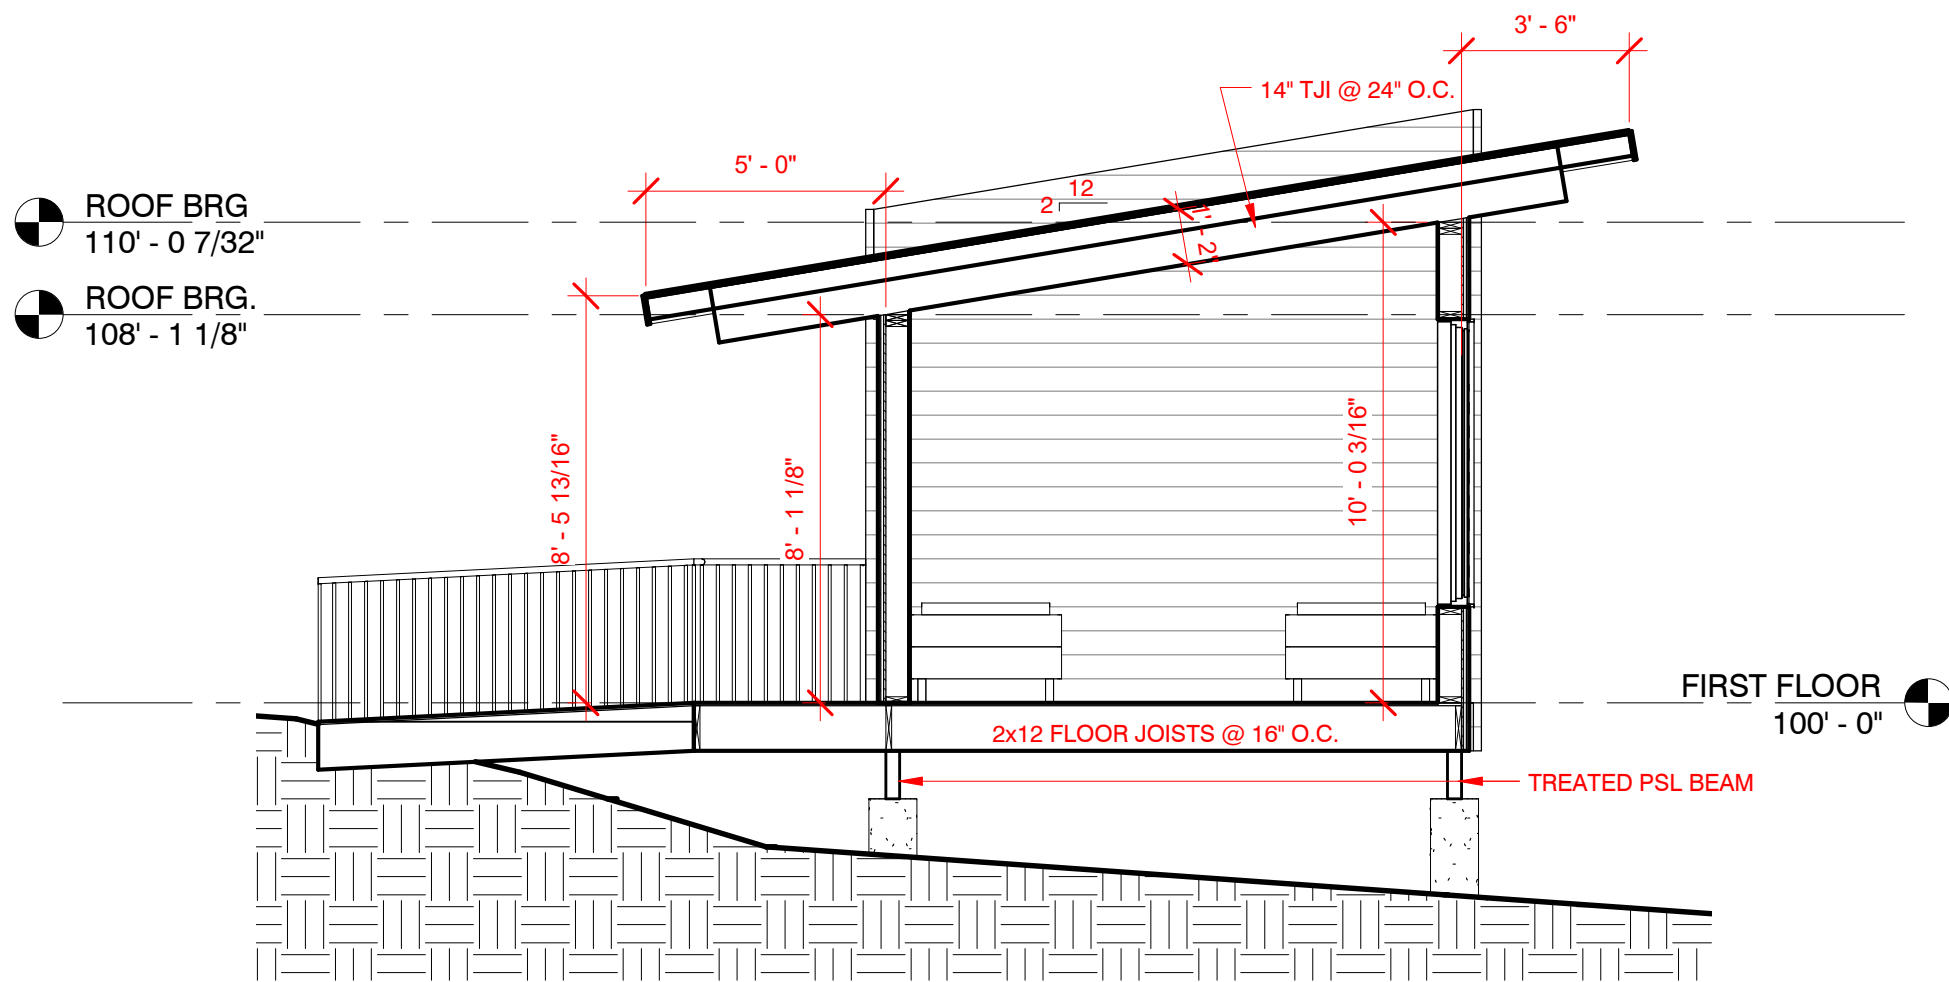 3' - 6"
14" TJI @ 24" O.C.
5' - 0"
12
2
1' - 2"
ROOF BRG
110' - 0 7/32"
ROOF BRG.
108' - 1 1/8"
8' - 5 13/16"
8' - 1 1/8"
10' - 0 3/16"
FIRST FLOOR
100' - 0"
2x12 FLOOR JOISTS @ 16" O.C.
TREATED PSL BEAM